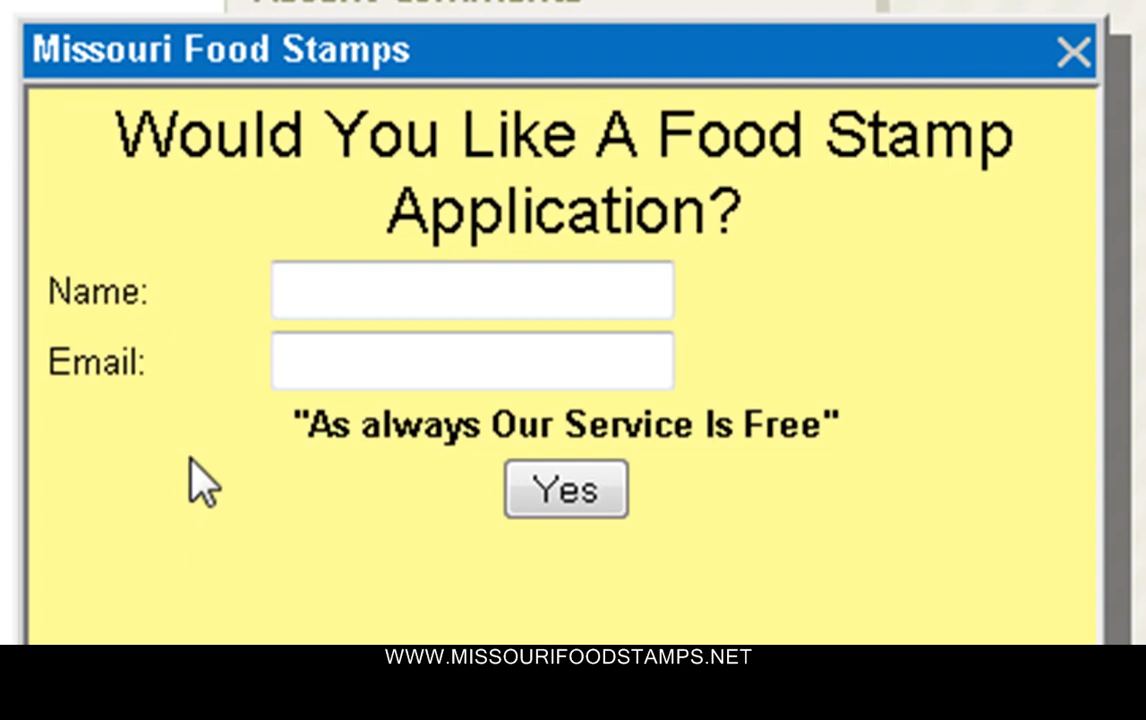 Missouri Food Stamps
Would You Like A Food Stamp
Application?
Name:
Email:
"As always Our Service Is Free"
Yes
WWW.MISSOURIFOODSTAMPS.NET